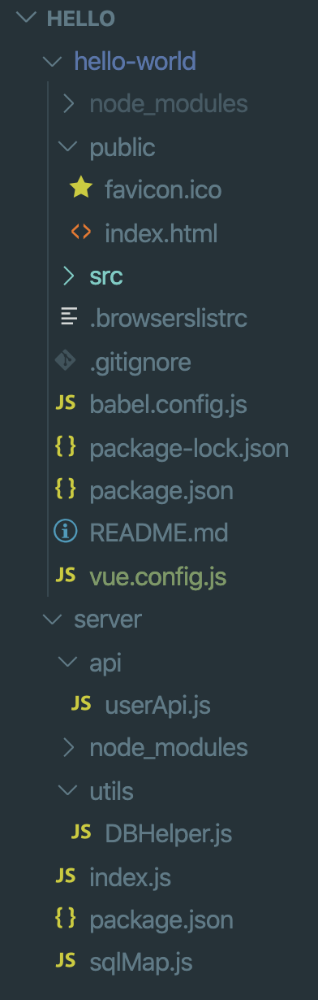 HELLO
hello-world
node_modules
public
favicon.ico
<> index.html
src
.browserslistrc
.gitignore
JS babel.config.js
{} package-lock.json
{} package.json
README.md
JS vue.config.js
server
api
JS userApi.js
node_modules
utils
JS DBHelper.js
JS index.js
{} package.json
JS sqlMap.js